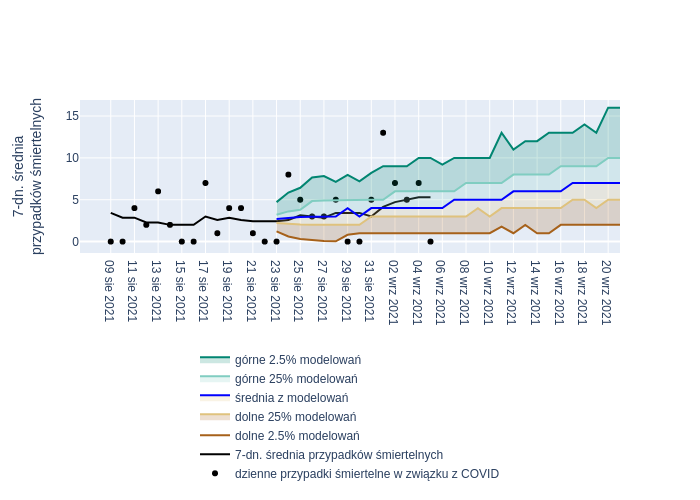 7-dn. średnia
przypadków śmiertelnych
15
10
5
0
09 sie 2021
11 sie 2021
13 sie 2021
15 sie 2021
17 sie 2021
19 sie 2021
21 sie 2021
23 sie 2021
25 sie 2021
27 sie 2021
29 sie 2021
31 sie 2021
02 wrz 2021
04 wrz 2021
06 wrz 2021
08 wrz 2021
10 wrz 2021
12 wrz 2021
14 wrz 2021
16 wrz 2021
18 wrz 2021
20 wrz 2021
górne 2.5% modelowań
górne 25% modelowań
średnia z modelowań
dolne 25% modelowań
dolne 2.5% modelowań
7-dn. średnia przypadków śmiertelnych
dzienne przypadki śmiertelne w związku z COVID